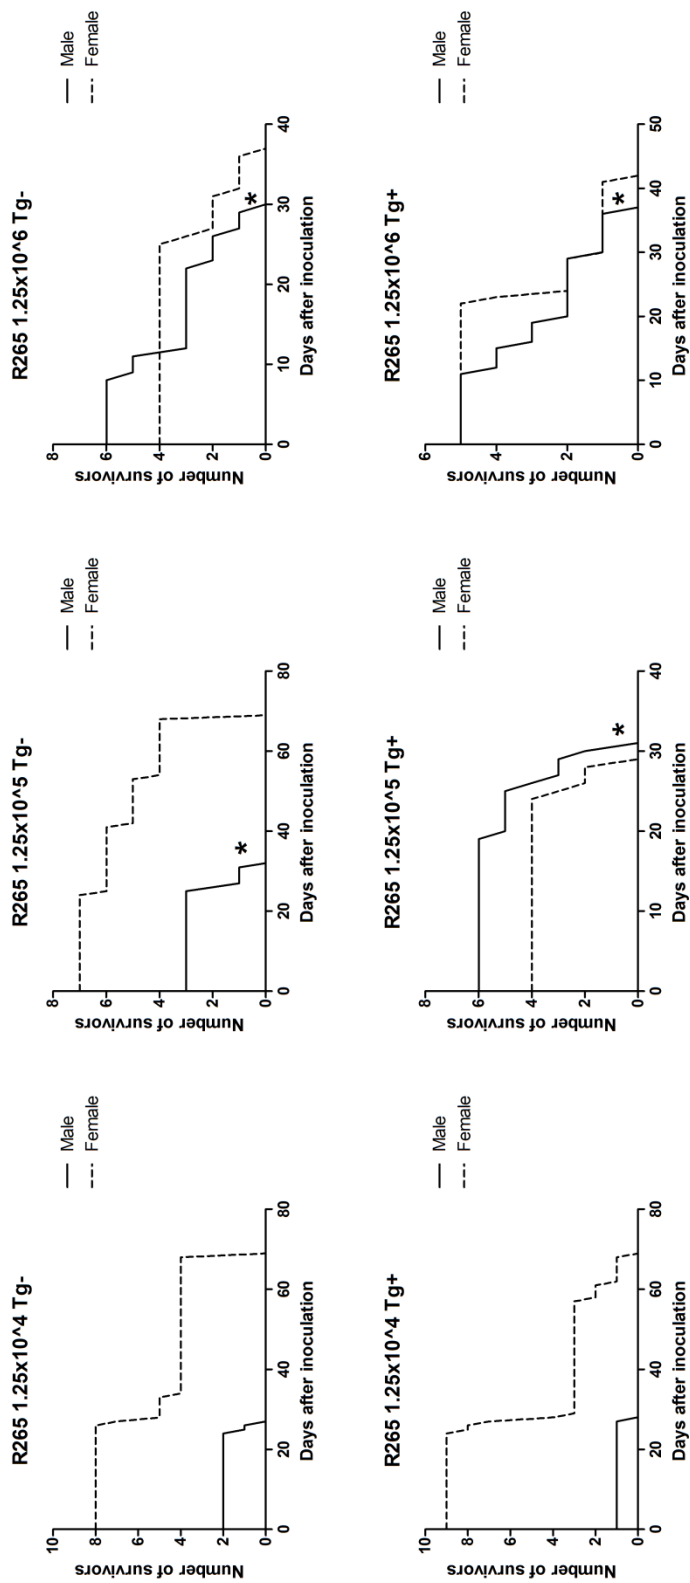 R265 1.25x10^4 Tg-
Male
Female
Number of survivors
10
8
6
4
2
0
0 20 40 60 80
Days after inoculation
R265 1.25x10^5 Tg-
Male
Female
Number of survivors
8
6
4
2
0
*
0 20 40 60 80
Days after inoculation
R265 1.25x10^6 Tg-
Male
Female
Number of survivors
8
6
4
2
0
*
0 10 20 30 40
Days after inoculation
R265 1.25x10^4 Tg+
Male
Female
Number of survivors
10
8
6
4
2
0
0 20 40 60 80
Days after inoculation
R265 1.25x10^5 Tg+
Male
Female
Number of survivors
8
6
4
2
0
*
0 10 20 30 40
Days after inoculation
R265 1.25x10^6 Tg+
Male
Female
Number of survivors
6
4
2
0
*
0 10 20 30 40 50
Days after inoculation